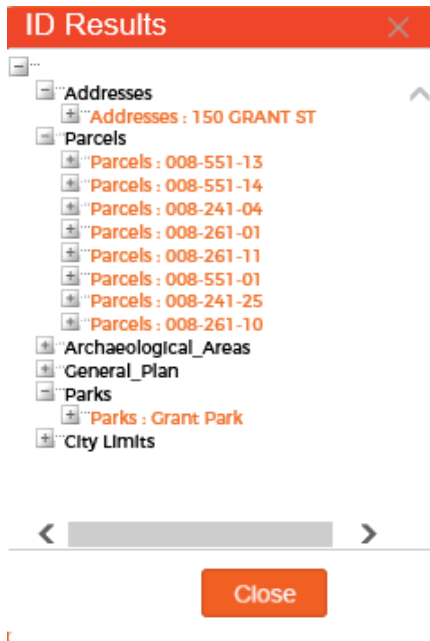 ID Results
Addresses
Addresses : 150 GRANT ST
Parcels
Parcels : 008-551-13
Parcels : 008-551-14
Parcels : 008-241-04
Parcels : 008-261-01
Parcels : 008-261-11
Parcels : 008-551-01
Parcels : 008-241-25
Parcels : 008-261-10
Archaeological_Areas
General_Plan
Parks
Parks : Grant Park
City Limits
Close